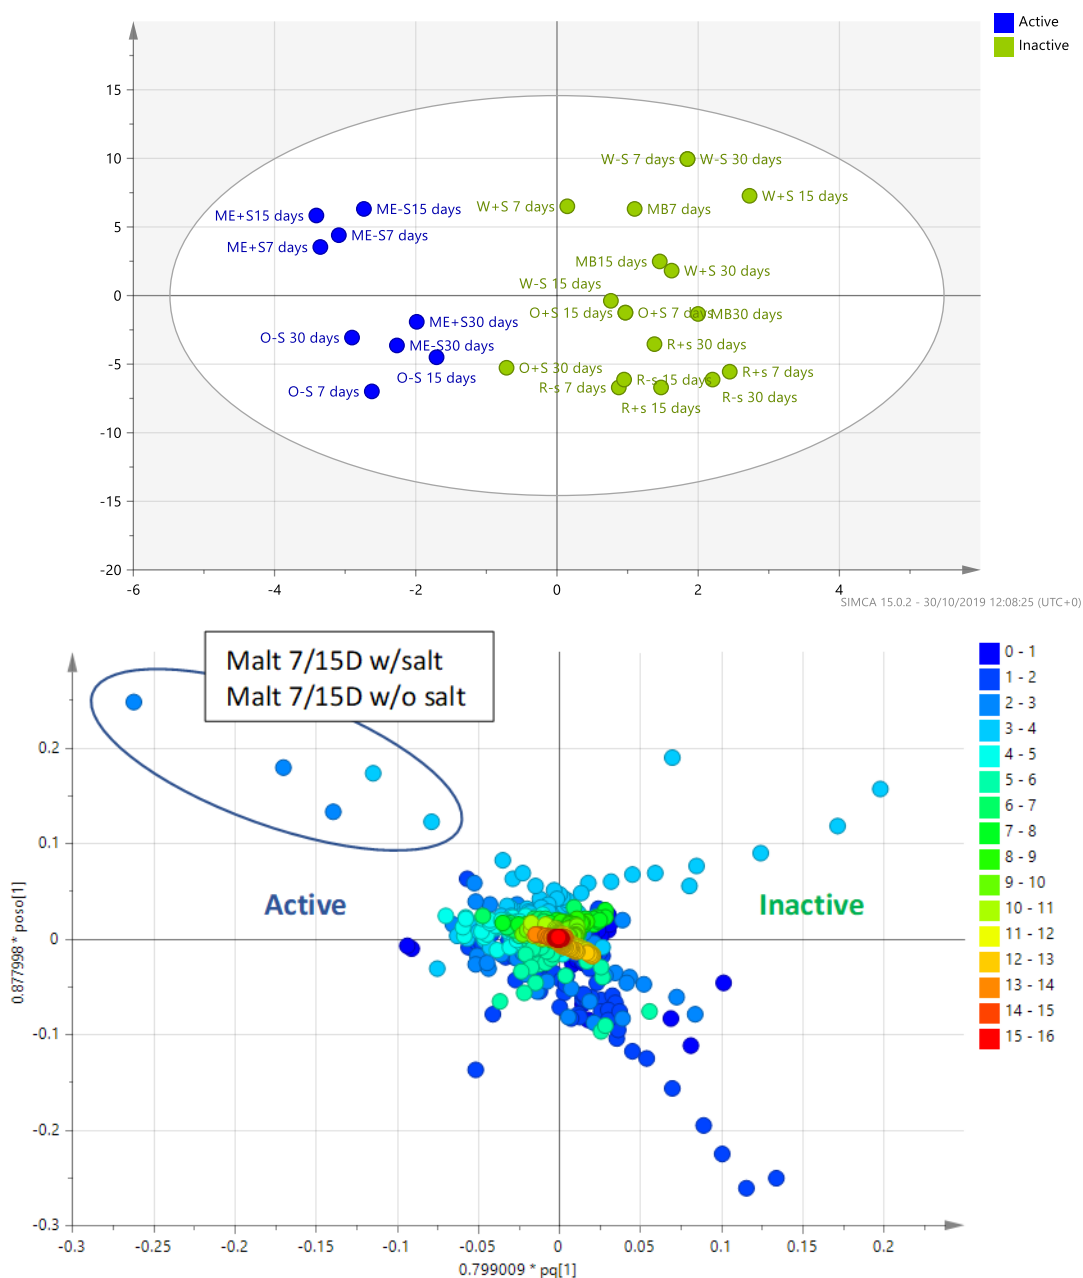 Active
Inactive
15
10
5
0
-5
-10
-15
-20
-6
-4
-2
0
2
4
W-S 7 days
W-S 30 days
W+S 15 days
W+S 7 days
MB7 days
ME+S15 days
ME-S15 days
ME-S7 days
ME+S7 days
MB15 days
W+S 30 days
W-S 15 days
O+S 15 days
O+S 7 days
MB30 days
ME+S30 days
O-S 30 days
ME-S30 days
R+s 30 days
O-S 15 days
O+S 30 days
R-s 7 days
R-s 15 days
R+s 7 days
O-S 7 days
R-s 30 days
R+s 15 days
SIMCA 15.0.2 - 30/10/2019 12:08:25 (UTC+0)
Malt 7/15D w/salt
Malt 7/15D w/o salt
Active
Inactive
0.877998 * poso[1]
0.2
0.1
0
-0.1
-0.2
-0.3
-0.3
-0.25
-0.2
-0.15
-0.1
-0.05
0
0.05
0.1
0.15
0.2
0.799009 * pq[1]
0 - 1
1 - 2
2 - 3
3 - 4
4 - 5
5 - 6
6 - 7
7 - 8
8 - 9
9 - 10
10 - 11
11 - 12
12 - 13
13 - 14
14 - 15
15 - 16